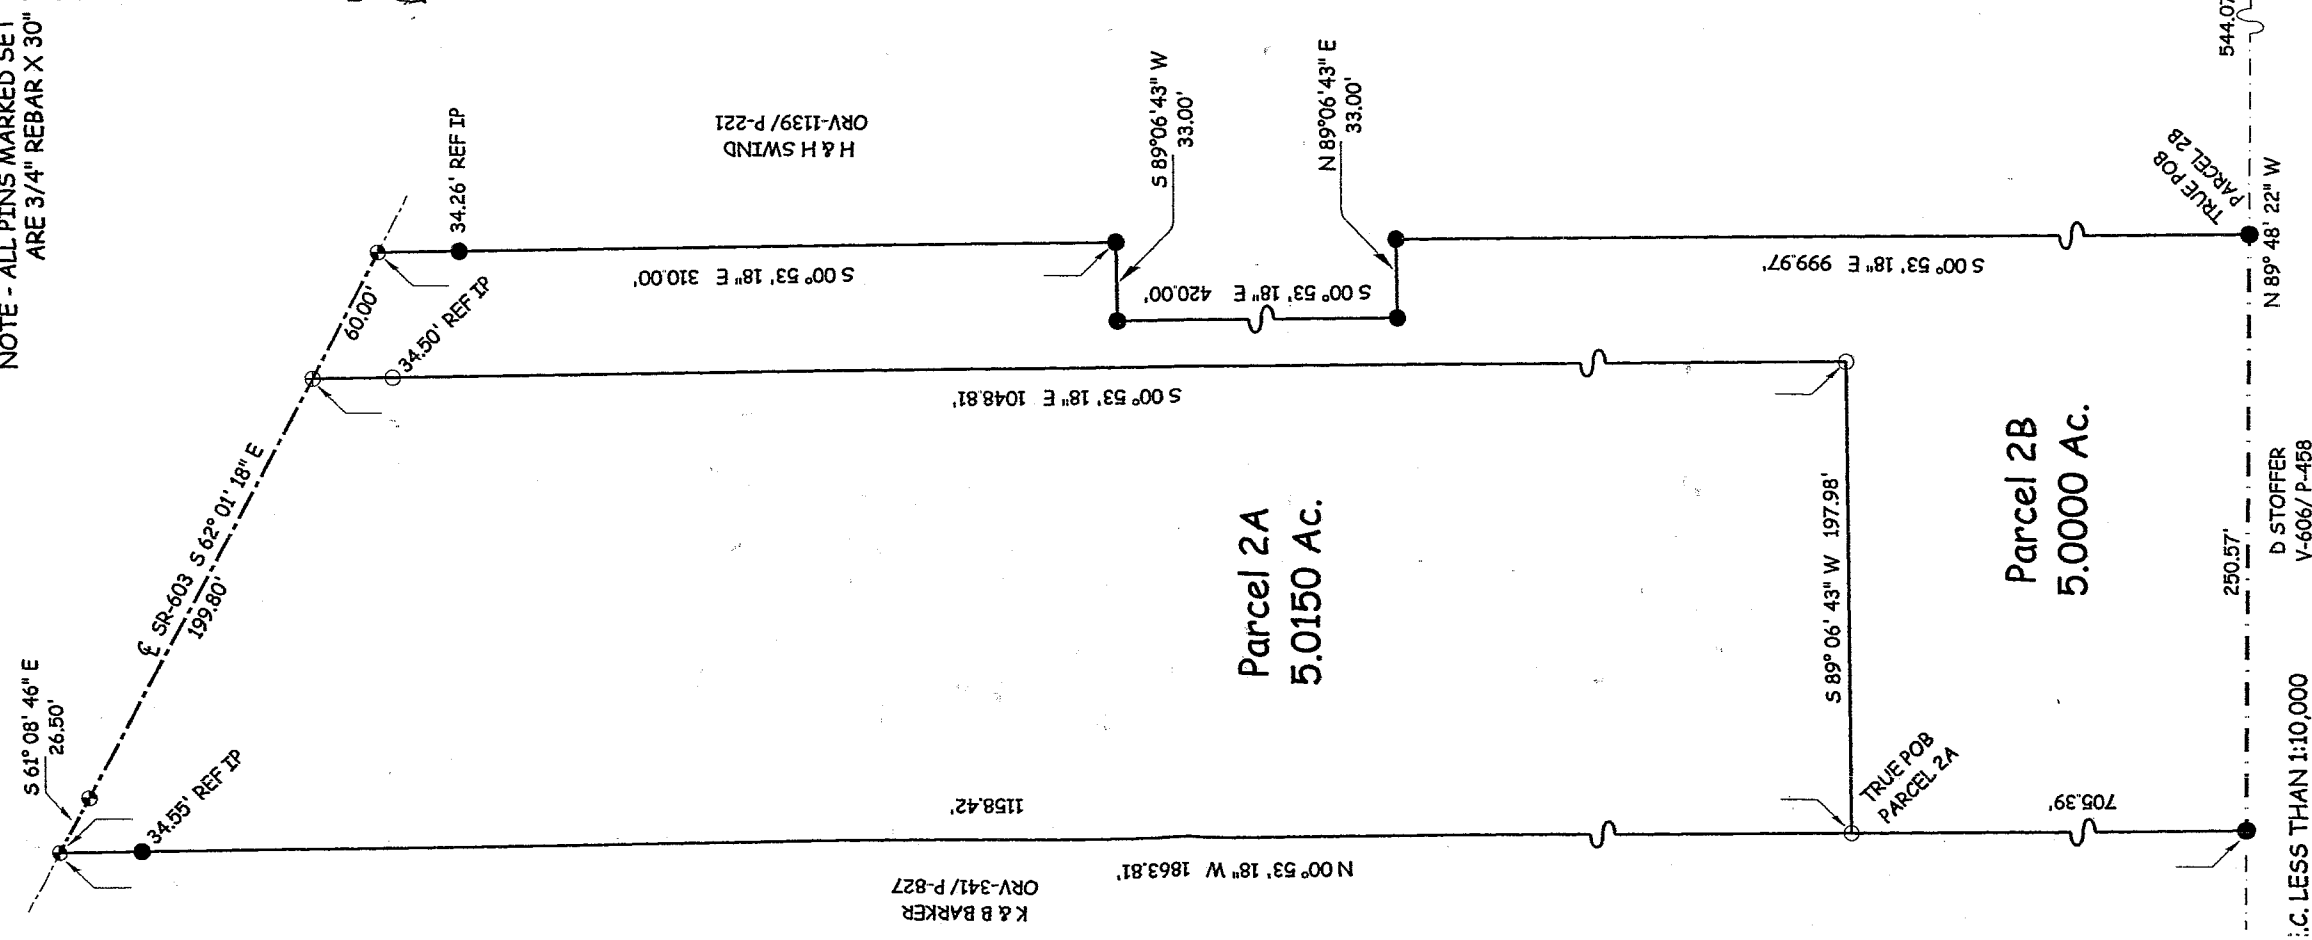 NOTE - ALL PINS MARKED SET
ARE 3/4" REBAR X 30"
S 61° 08' 46" E
26.50'
℄ SR-603 S 62° 01' 18" E
199.80'
60.00'
34.55' REF IP
34.50' REF IP
34.26' REF IP
H & H SWIND
ORV-1139/ P-221
S 00° 53' 18" E 310.00'
S 89°06'43" W
33.00'
S 00° 53' 18" E 420.00'
N 89°06'43" E
33.00'
S 00° 53' 18" E 999.97'
S 00° 53' 18" E 1048.81'
Parcel 2A
5.0150 Ac.
1158.42'
N 00° 53' 18" W 1863.81'
K & B BARKER
ORV-341/ P-827
S 89° 06' 43" W 197.98'
TRUE POB
PARCEL 2A
705.39'
Parcel 2B
5.0000 Ac.
TRUE POB
PARCEL 2B
544.07
N 89° 48' 22" W
250.57'
D STOFFER
V-606/ P-458
.C. LESS THAN 1:10,000